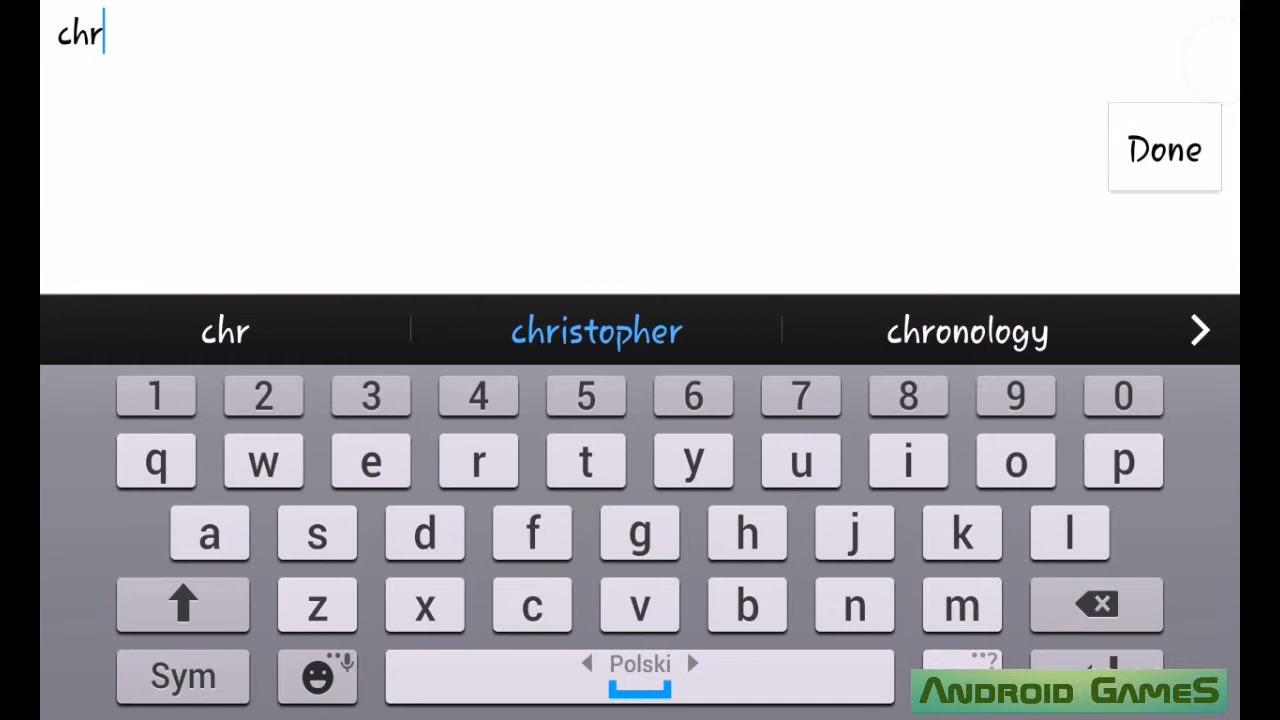 chr
Done
chr christopher chronology
1 2 3 4 5 6 7 8 9 0
q w e r t y u i o p
a s d f g h j k l
z x c v b n m
Sym Polski ?
ANDROID GAMES